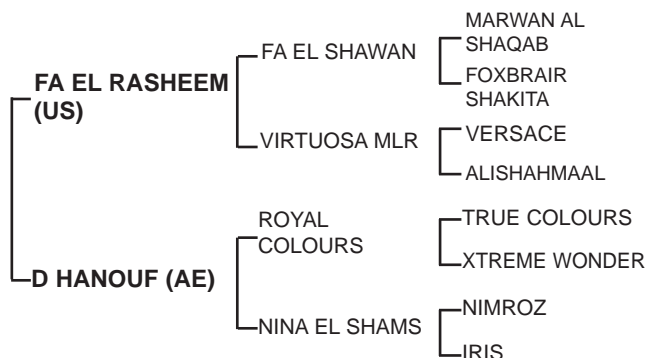 MARWAN AL
SHAQAB
FA EL SHAWAN
FOXBRAIR
SHAKITA
FA EL RASHEEM
(US)
VERSACE
VIRTUOSA MLR
ALISHAHMAAL
ROYAL
COLOURS
TRUE COLOURS
XTREME WONDER
D HANOUF (AE)
NIMROZ
NINA EL SHAMS
IRIS